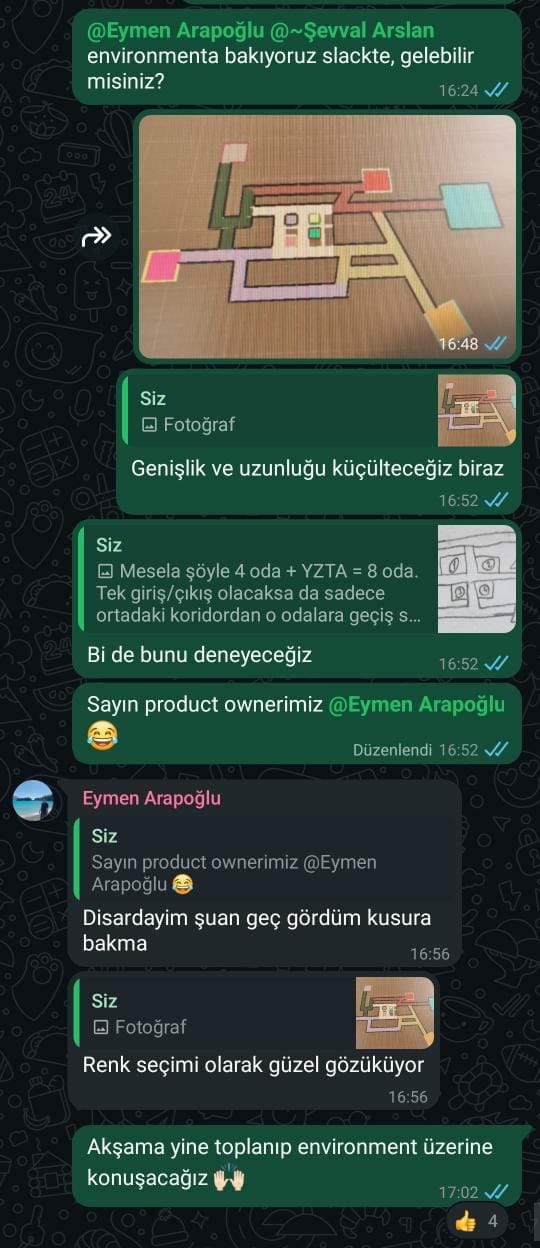 @Eymen Arapoğlu @~Şevval Arslan
environmenta bakıyoruz slackte, gelebilir
misiniz?
16:24
16:48
Siz
Fotoğraf
Genişlik ve uzunluğu küçülteceğiz biraz
16:52
Siz
Mesela şöyle 4 oda + YZTA = 8 oda.
Tek giriş/çıkış olacaksa da sadece
ortadaki koridordan o odalara geçiş s...
Bi de bunu deneyeceğiz
16:52
Sayın product ownerimiz @Eymen Arapoğlu
😂
Düzenlendi 16:52
Eymen Arapoğlu
Siz
Sayın product ownerimiz @Eymen
Arapoğlu 😂
Disardayim şuan geç gördüm kusura
bakma
16:56
Siz
Fotoğraf
Renk seçimi olarak güzel gözüküyor
16:56
Akşama yine toplanıp environment üzerine
konuşacağız 🙌🏻
17:02
👍 4